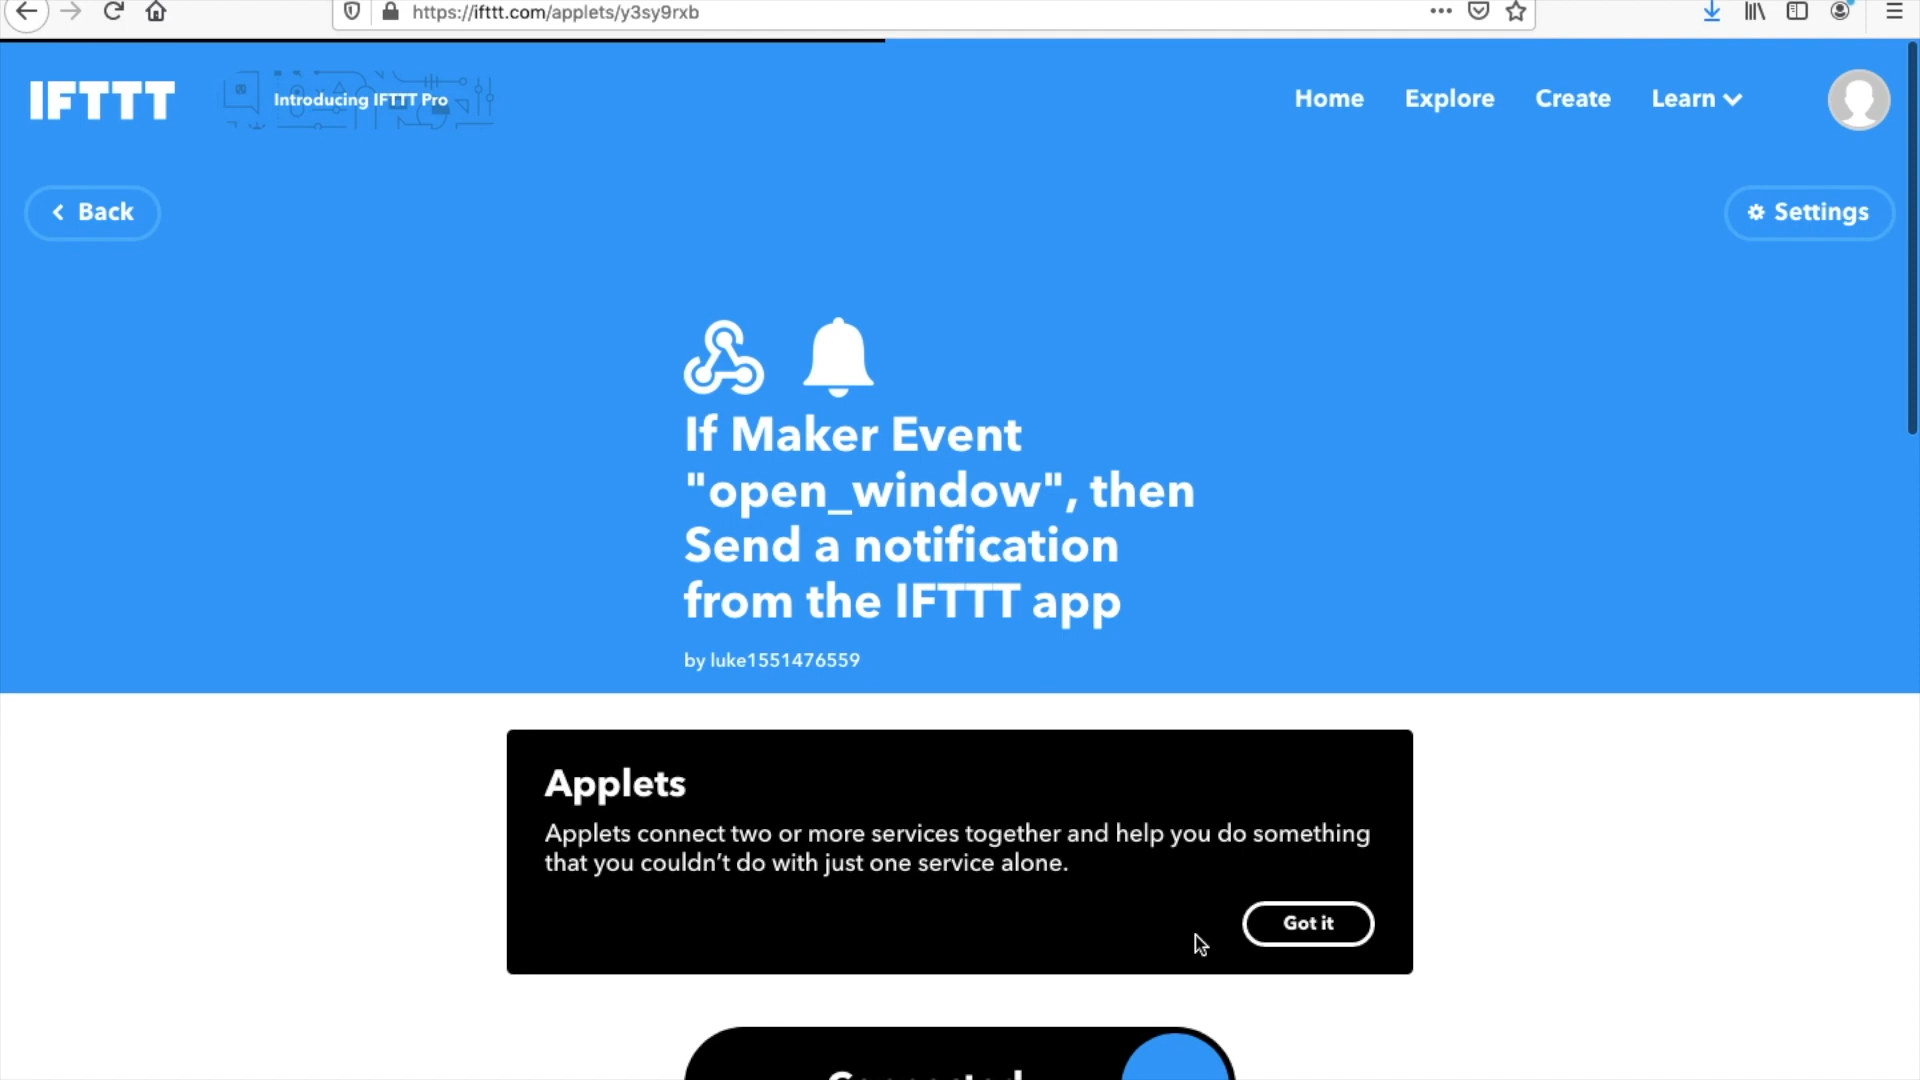 https://ifttt.com/applets/y3sy9rxb
IFTTT
Introducing IFTTT Pro
Home
Explore
Create
Learn
Back
Settings
If Maker Event
"open_window", then
Send a notification
from the IFTTT app
by luke1551476559
Applets
Applets connect two or more services together and help you do something
that you couldn't do with just one service alone.
Got it
Connected